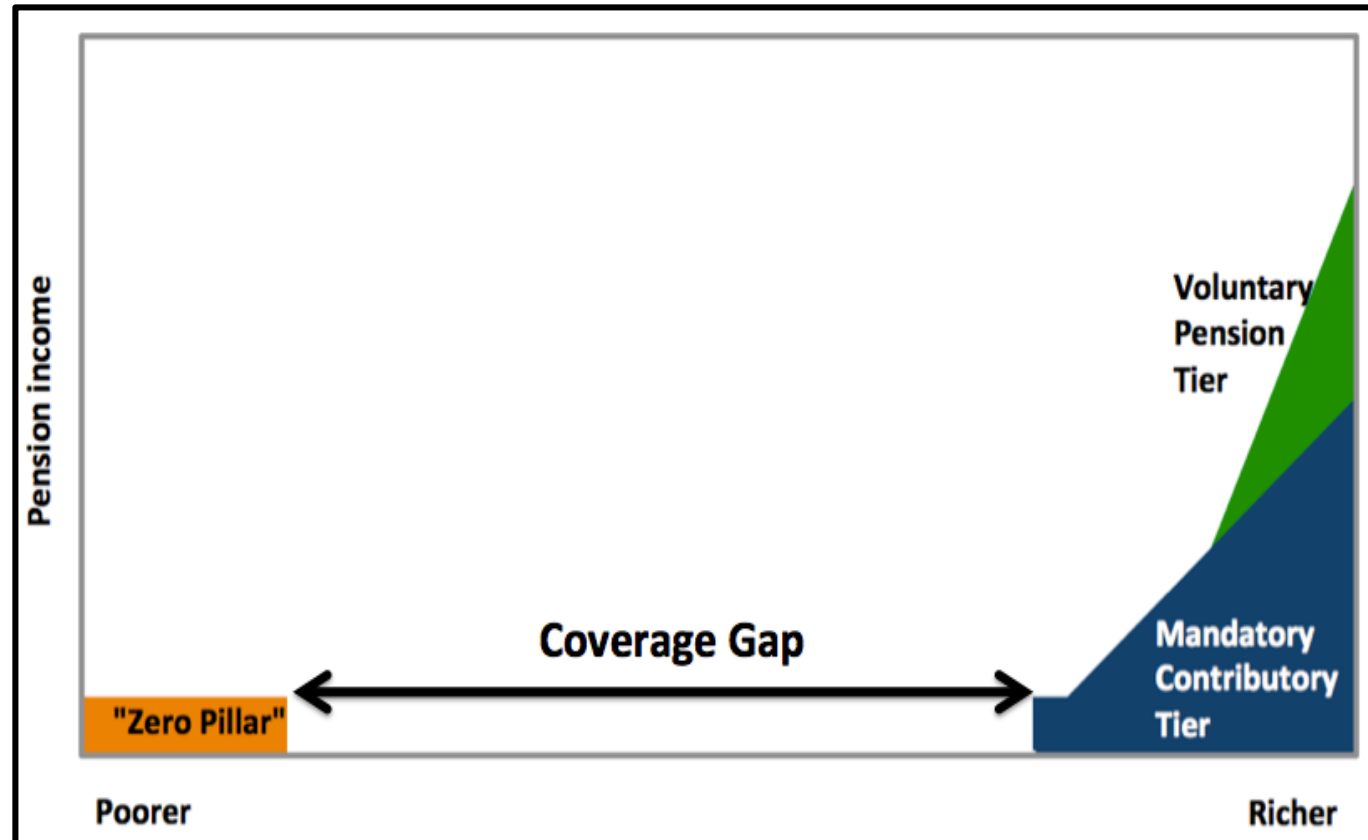 Pension income
Voluntary
Pension
Tier
Coverage Gap
Mandatory
Contributory
Tier
"Zero Pillar"
Poorer
Richer